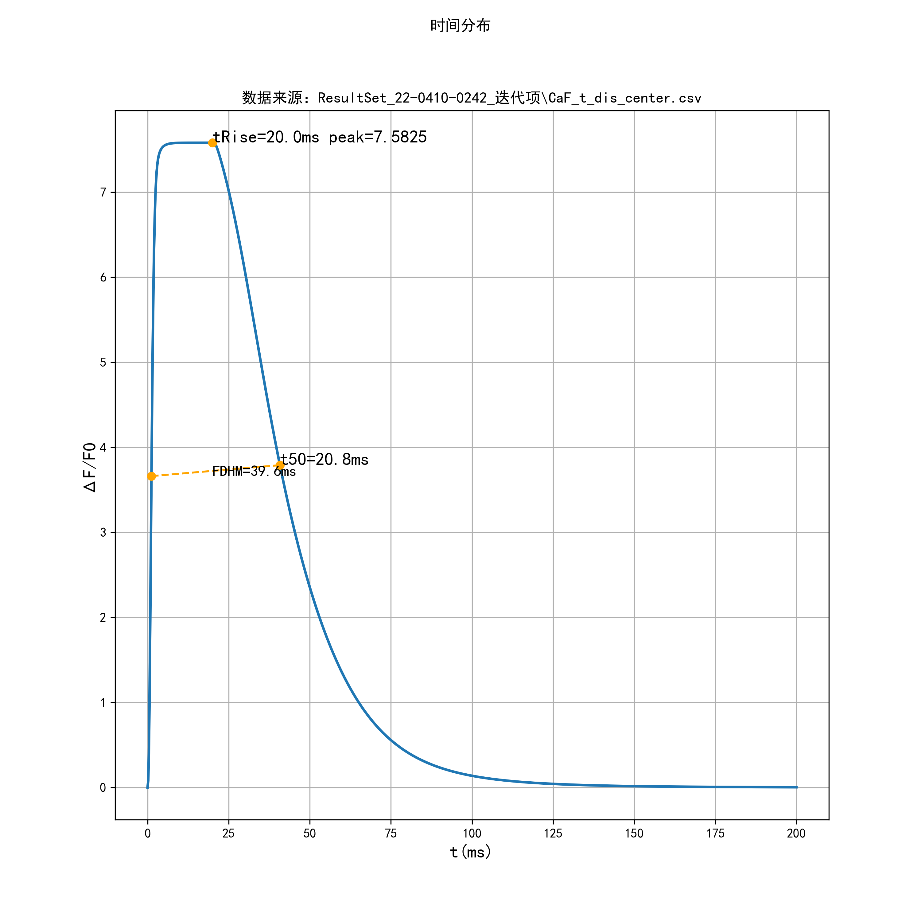 时间分布
数据来源：ResultSet_22-0410-0242_迭代项\CaF_t_dis_center.csv
tRise=20.0ms peak=7.5825
7
6
5
4
t50=20.8ms
FDHM=39.6ms
ΔF/F0
3
2
1
0
0 25 50 75 100 125 150 175 200
t(ms)